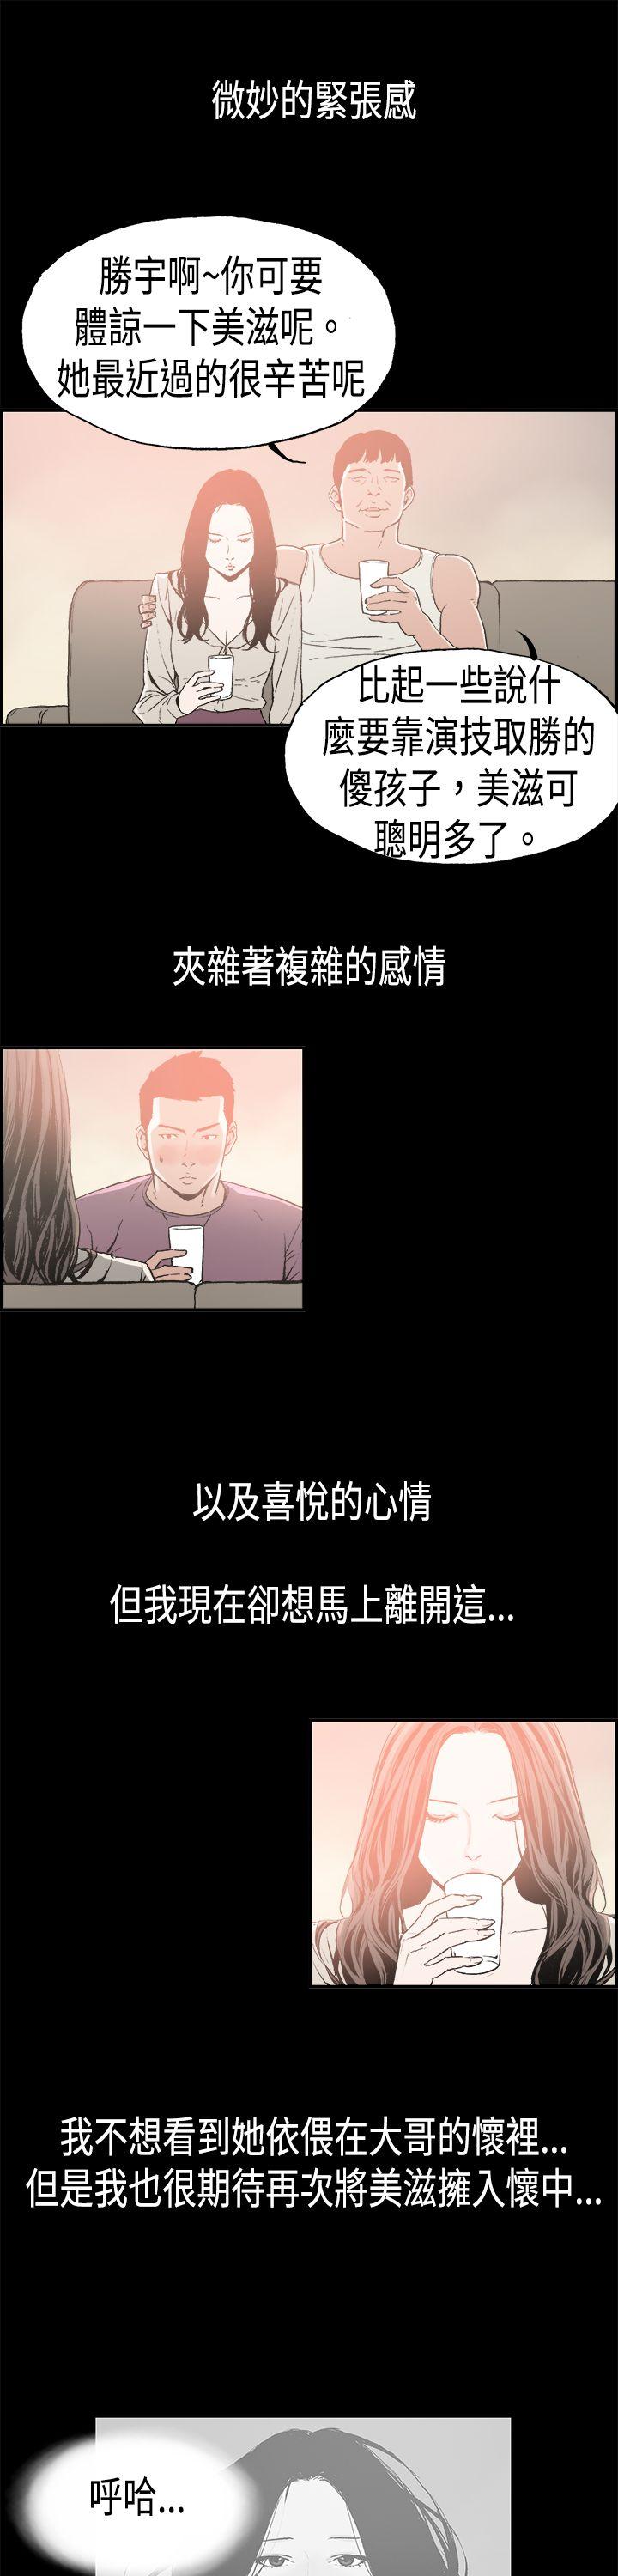 微妙的緊張感
勝宇啊~你可要
體諒一下美滋呢。
她最近過的很辛苦呢
比起一些說什
麼要靠演技取勝的
傻孩子，美滋可
聰明多了。
夾雜著複雜的感情
以及喜悅的心情
但我現在卻想馬上離開這...
我不想看到她依偎在大哥的懷裡...
但是我也很期待再次將美滋擁入懷中...
呼哈...